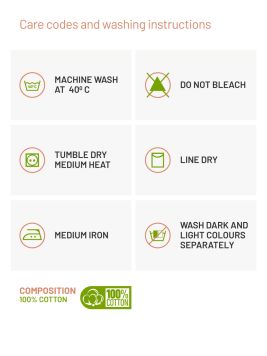 Care codes and washing instructions
40°C
MACHINE WASH
AT 40º C
DO NOT BLEACH
TUMBLE DRY
MEDIUM HEAT
LINE DRY
MEDIUM IRON
WASH DARK AND
LIGHT COLOURS
SEPARATELY
COMPOSITION
100% COTTON
100%
COTTON